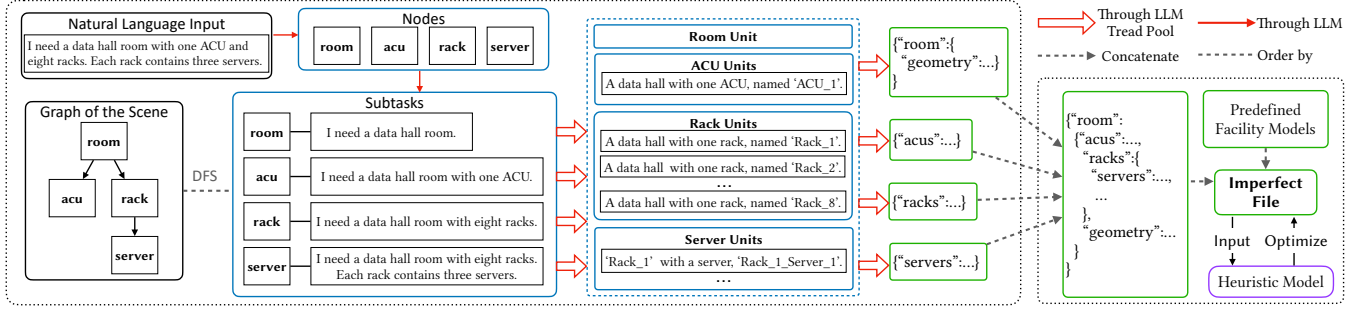 Natural Language Input
I need a data hall room with one ACU and
eight racks. Each rack contains three servers.
Nodes
room
acu
rack
server
Graph of the Scene
room
acu
rack
server
DFS
Subtasks
room
I need a data hall room.
acu
I need a data hall room with one ACU.
rack
I need a data hall room with eight racks.
server
I need a data hall room with eight racks.
Each rack contains three servers.
Room Unit
ACU Units
A data hall with one ACU, named ‘ACU_1’.
Rack Units
A data hall with one rack, named ‘Rack_1’.
A data hall with one rack, named ‘Rack_2’.
...
A data hall with one rack, named ‘Rack_8’.
Server Units
‘Rack_1’ with a server, ‘Rack_1_Server_1’.
...
{“room”:{
“geometry”:...}
}
{“acus”:...}
{“racks”:...}
{“servers”:...}
Through LLM
Tread Pool
Through LLM
Concatenate
Order by
{“room”:
{“acus”:...,
“racks”:{
“servers”:...,
...
},
“geometry”:...
}
}
Predefined
Facility Models
Imperfect
File
Input
Optimize
Heuristic Model